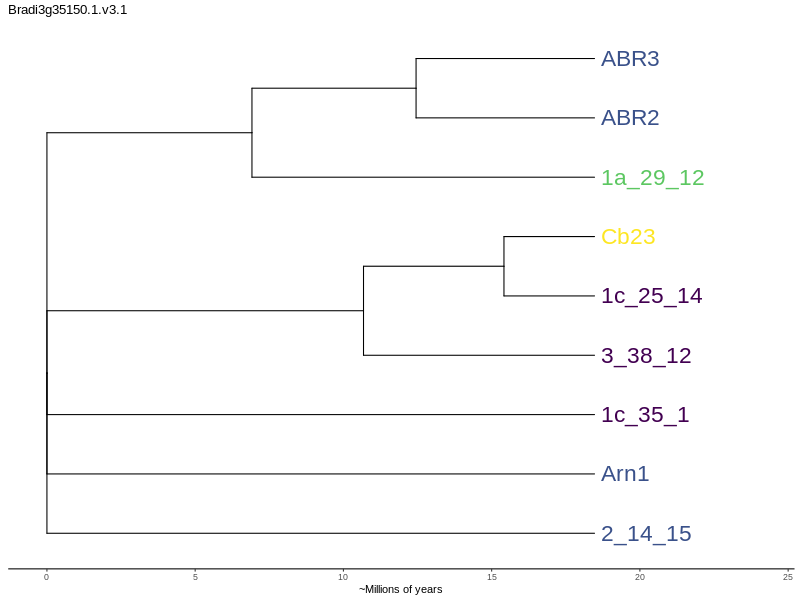 Bradi3g35150.1.v3.1
ABR3
ABR2
1a_29_12
Cb23
1c_25_14
3_38_12
1c_35_1
Arn1
2_14_15
0 5 10 15 20 25
~Millions of years